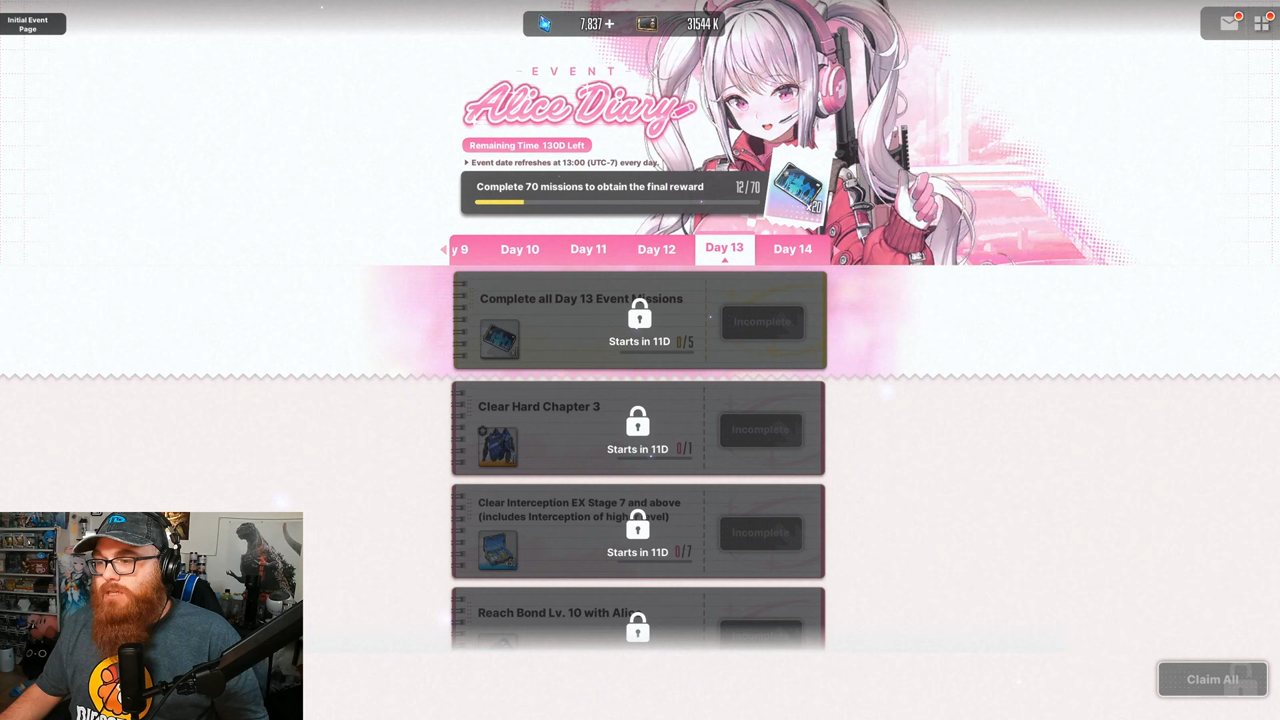 Initial Event
Page
7,837 +
31544 K
EVENT
Alice Diary
Remaining Time 130D Left
Event date refreshes at 13:00 (UTC-7) every day.
Complete 70 missions to obtain the final reward
12/70
x20
y 9
Day 10
Day 11
Day 12
Day 13
Day 14
Complete all Day 13 Event Missions
Starts in 11D
0/5
Incomplete
Clear Hard Chapter 3
Starts in 11D
0/1
Incomplete
Clear Interception EX Stage 7 and above
(includes Interception of higher level)
Starts in 11D
0/7
Incomplete
Reach Bond Lv. 10 with Alice
Claim All